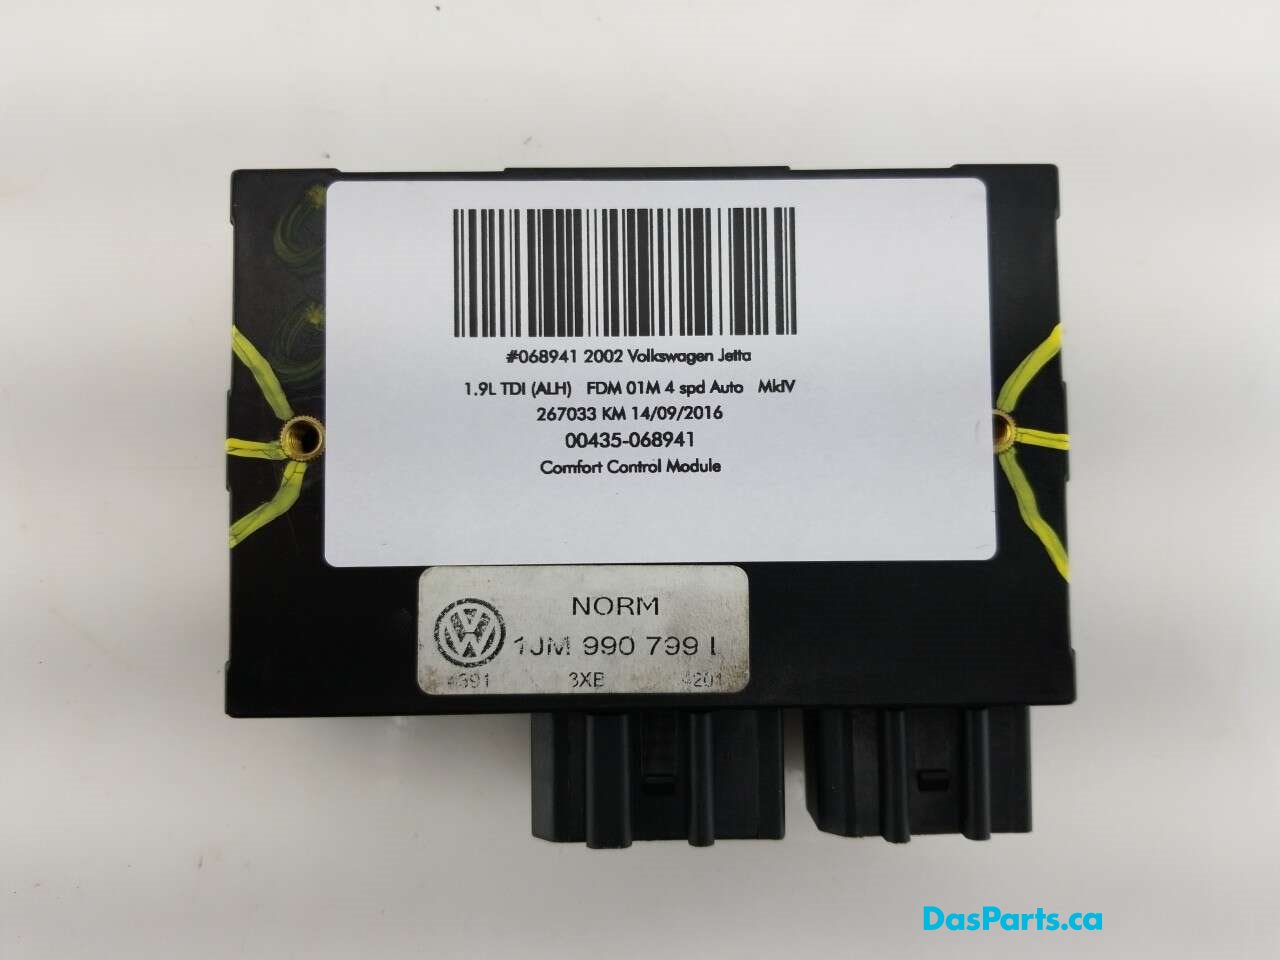 #068941 2002 Volkswagen Jetta
1.9L TDI (ALH) FDM 01M 4 spd Auto MkIV
267033 KM 14/09/2016
00435-068941
Comfort Control Module
NORM
1JM 990 799
3XB 4201
DasParts.ca